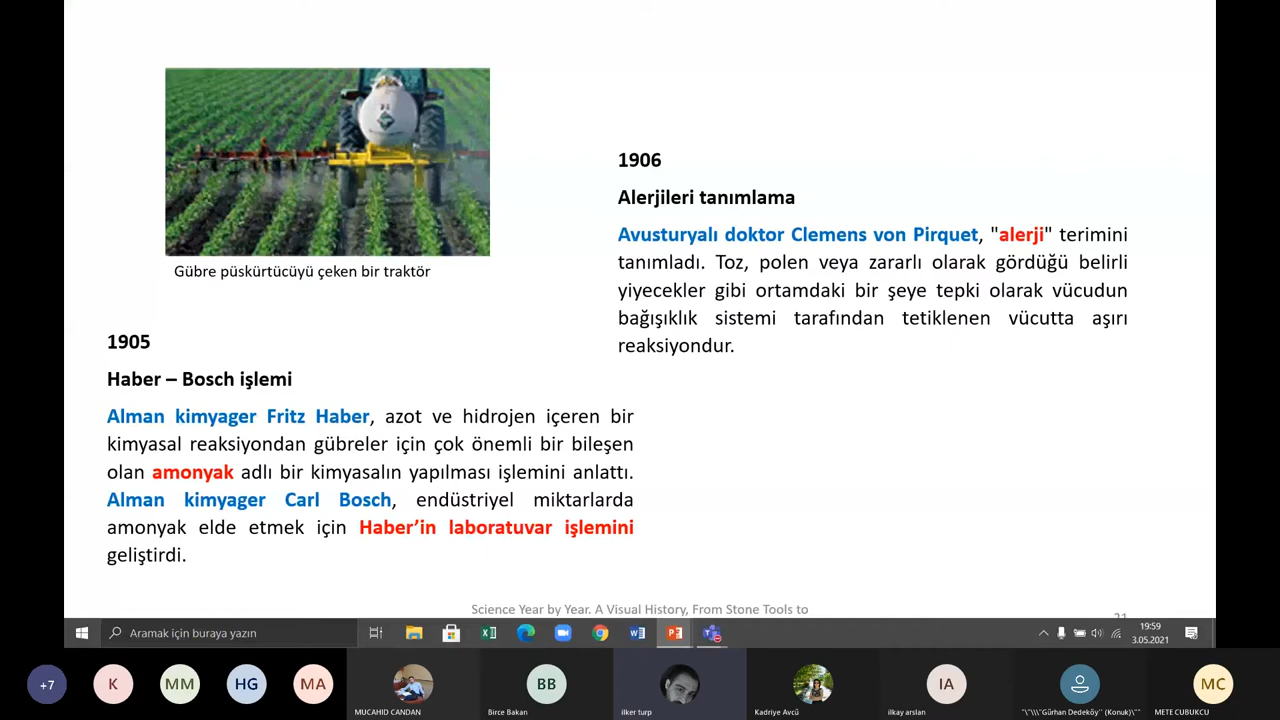 Gübre püskürtücüyü çeken bir traktör
1905
Haber – Bosch işlemi
Alman kimyager Fritz Haber, azot ve hidrojen içeren bir
kimyasal reaksiyondan gübreler için çok önemli bir bileşen
olan amonyak adlı bir kimyasalın yapılması işlemini anlattı.
Alman kimyager Carl Bosch, endüstriyel miktarlarda
amonyak elde etmek için Haber’in laboratuvar işlemini
geliştirdi.
1906
Alerjileri tanımlama
Avusturyalı doktor Clemens von Pirquet, "alerji" terimini
tanımladı. Toz, polen veya zararlı olarak gördüğü belirli
yiyecekler gibi ortamdaki bir şeye tepki olarak vücudun
bağışıklık sistemi tarafından tetiklenen vücutta aşırı
reaksiyondur.
Science Year by Year. A Visual History, From Stone Tools to
Aramak için buraya yazın
19:59
3.05.2021
+7
K
MM
HG
MA
MUCAHID CANDAN
BB
Birce Bakan
ilker turp
Kadriye Avcü
IA
ilkay arslan
"\"\\\"Gürhan Dedeköy" (Konuk)\""
MC
METE CUBUKCU